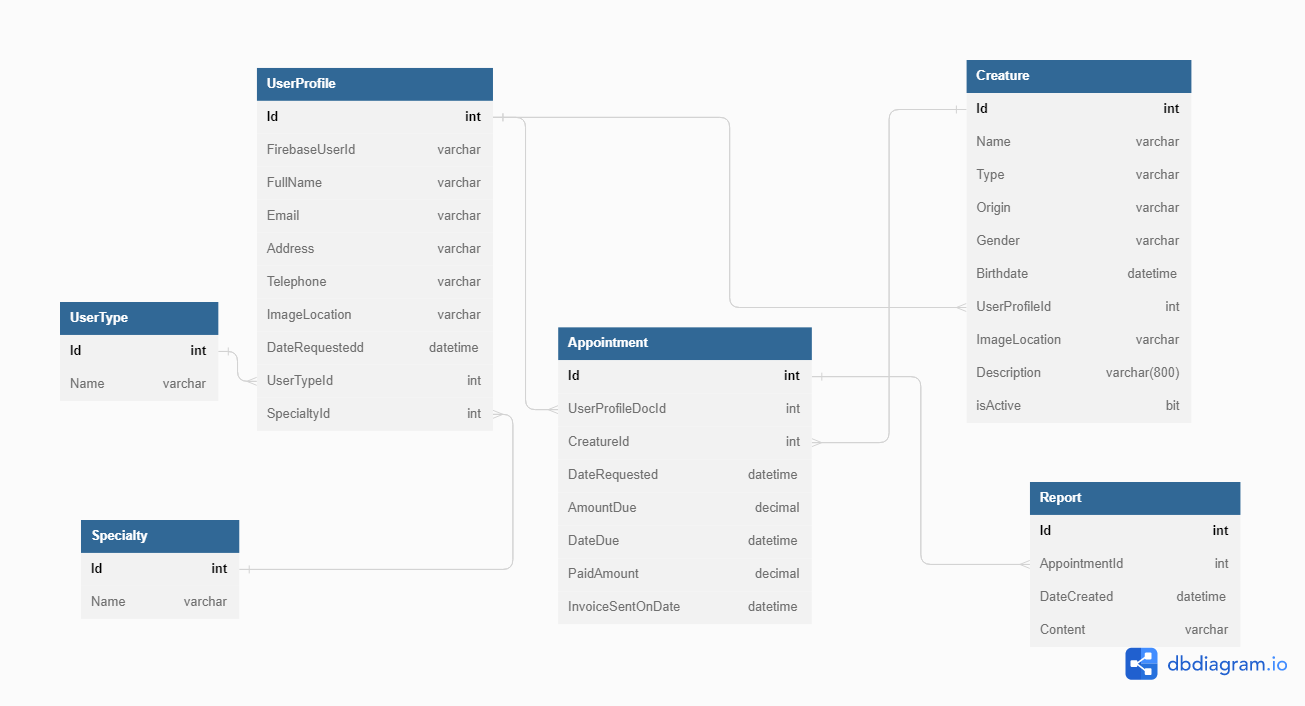 UserProfile
Id int
FirebaseUserId varchar
FullName varchar
Email varchar
Address varchar
Telephone varchar
ImageLocation varchar
DateRequestedd datetime
UserTypeId int
SpecialtyId int
UserType
Id int
Name varchar
Specialty
Id int
Name varchar
Appointment
Id int
UserProfileDocId int
CreatureId int
DateRequested datetime
AmountDue decimal
DateDue datetime
PaidAmount decimal
InvoiceSentOnDate datetime
Creature
Id int
Name varchar
Type varchar
Origin varchar
Gender varchar
Birthdate datetime
UserProfileId int
ImageLocation varchar
Description varchar(800)
isActive bit
Report
Id int
AppointmentId int
DateCreated datetime
Content varchar
dbdiagram.io